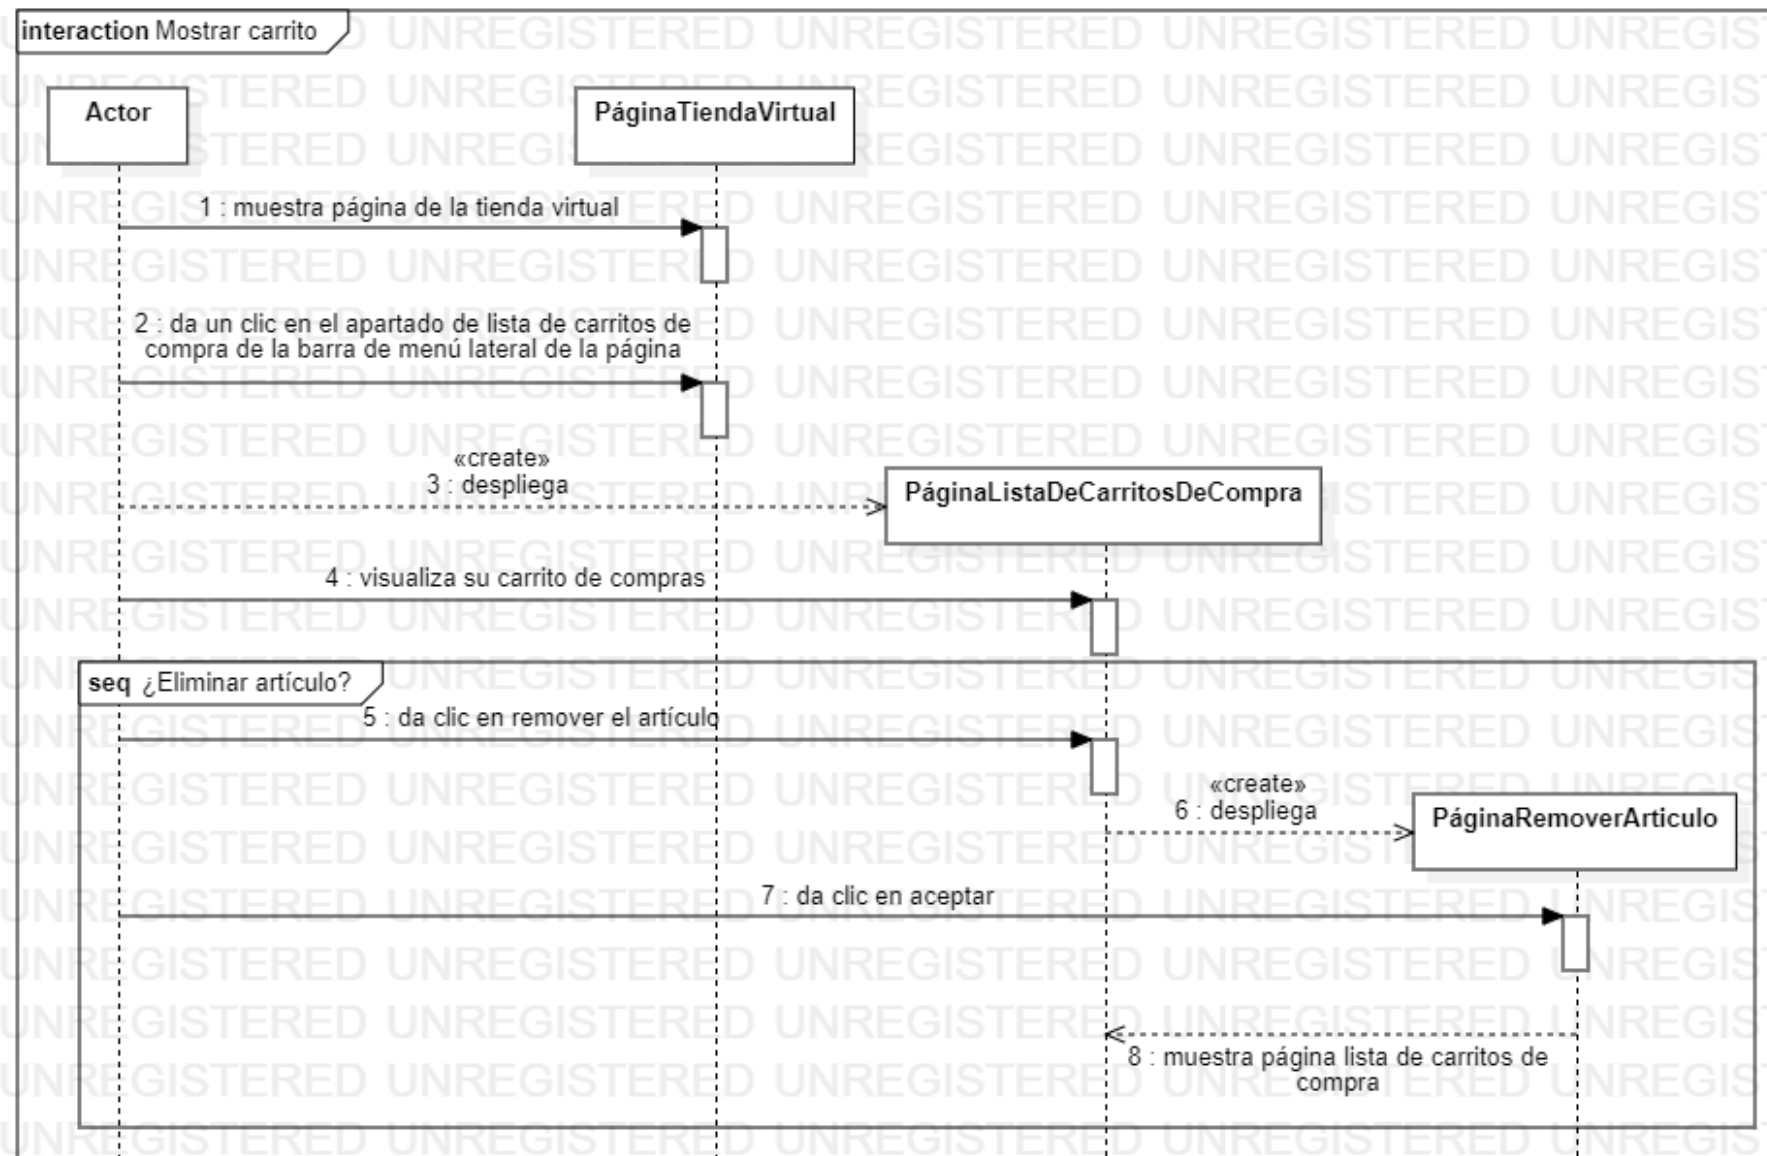 interaction Mostrar carrito
Actor
PáginaTiendaVirtual
1 : muestra página de la tienda virtual
2 : da un clic en el apartado de lista de carritos de
compra de la barra de menú lateral de la página
«create»
3 : despliega
PáginaListaDeCarritosDeCompra
4 : visualiza su carrito de compras
seq ¿Eliminar artículo?
5 : da clic en remover el artículo
«create»
6 : despliega
PáginaRemoverArticulo
7 : da clic en aceptar
8 : muestra página lista de carritos de
compra
UNREGISTERED